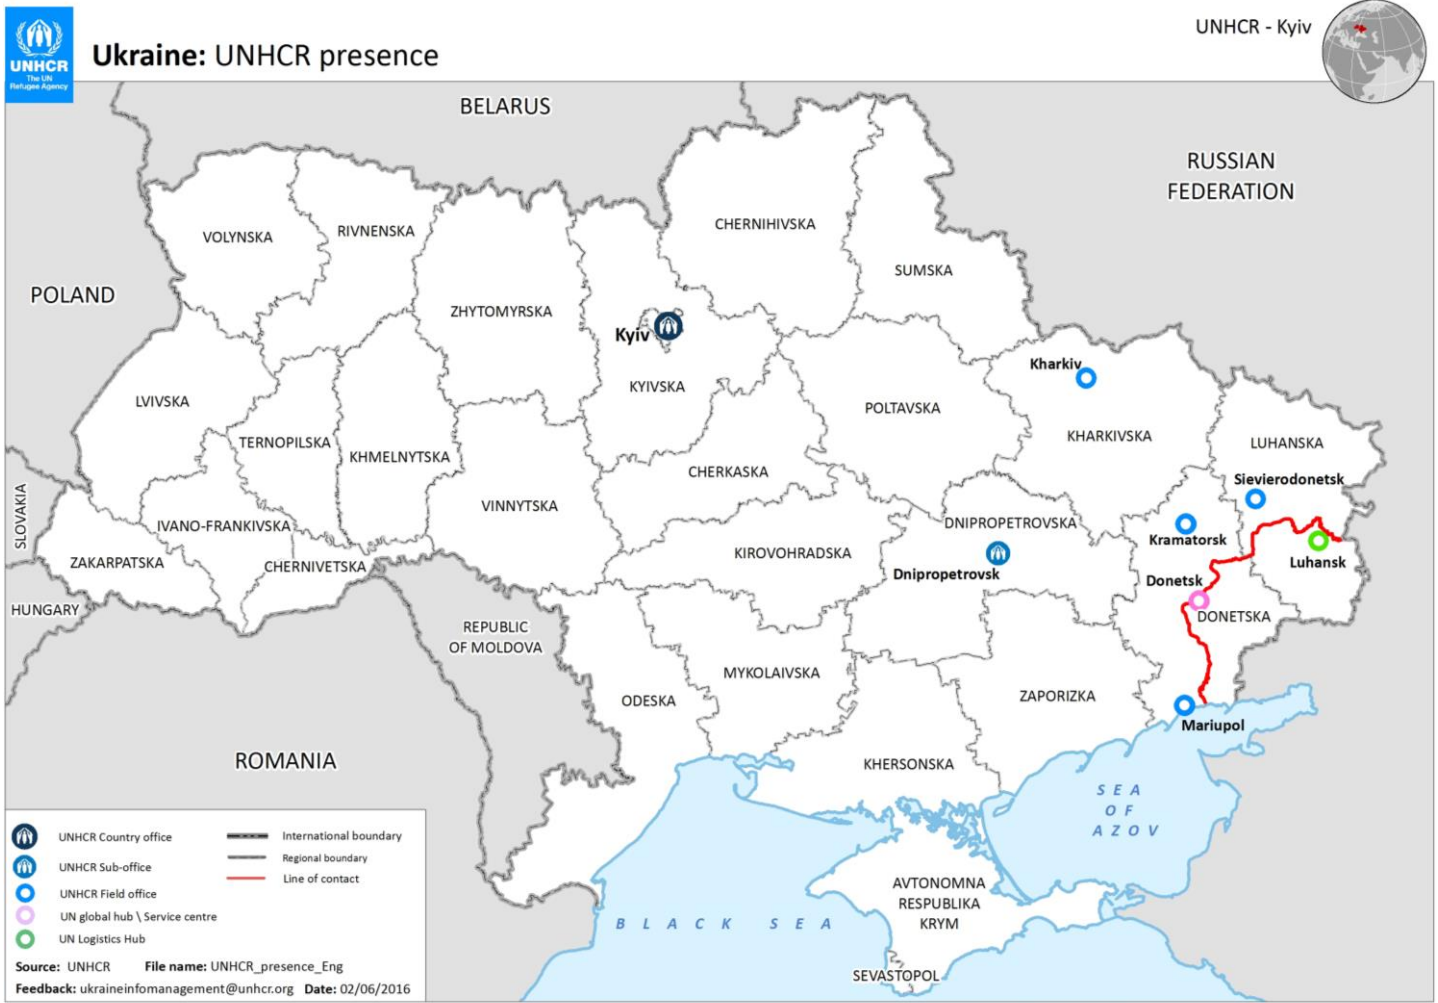 UNHCR
The UN
Refugee Agency
Ukraine: UNHCR presence
UNHCR - Kyiv
BELARUS
RUSSIAN
FEDERATION
CHERNIHIVSKA
RIVNENSKA
VOLYNSKA
SUMSKA
POLAND
ZHYTOMYRSKA
Kyiv
Kharkiv
KYIVSKA
LVIVSKA
POLTAVSKA
KHARKIVSKA
TERNOPILSKA
LUHANSKA
KHMELNYTSKA
CHERKASKA
Sievierodonetsk
VINNYTSKA
SLOVAKIA
IVANO-FRANKIVSKA
DNIPROPETROVSKA
Kramatorsk
KIROVOHRADSKA
ZAKARPATSKA
CHERNIVETSKA
Luhansk
Dnipropetrovsk
Donetsk
HUNGARY
DONETSKA
REPUBLIC
OF MOLDOVA
MYKOLAIVSKA
ZAPORIZKA
ODESKA
Mariupol
ROMANIA
KHERSONSKA
SEA
OF
AZOV
AVTONOMNA
RESPUBLIKA
KRYM
BLACK SEA
SEVASTOPOL
UNHCR Country office
UNHCR Sub-office
UNHCR Field office
UN global hub \ Service centre
UN Logistics Hub
International boundary
Regional boundary
Line of contact
Source: UNHCR File name: UNHCR_presence_Eng
Feedback: ukraineinfomanagement@unhcr.org Date: 02/06/2016